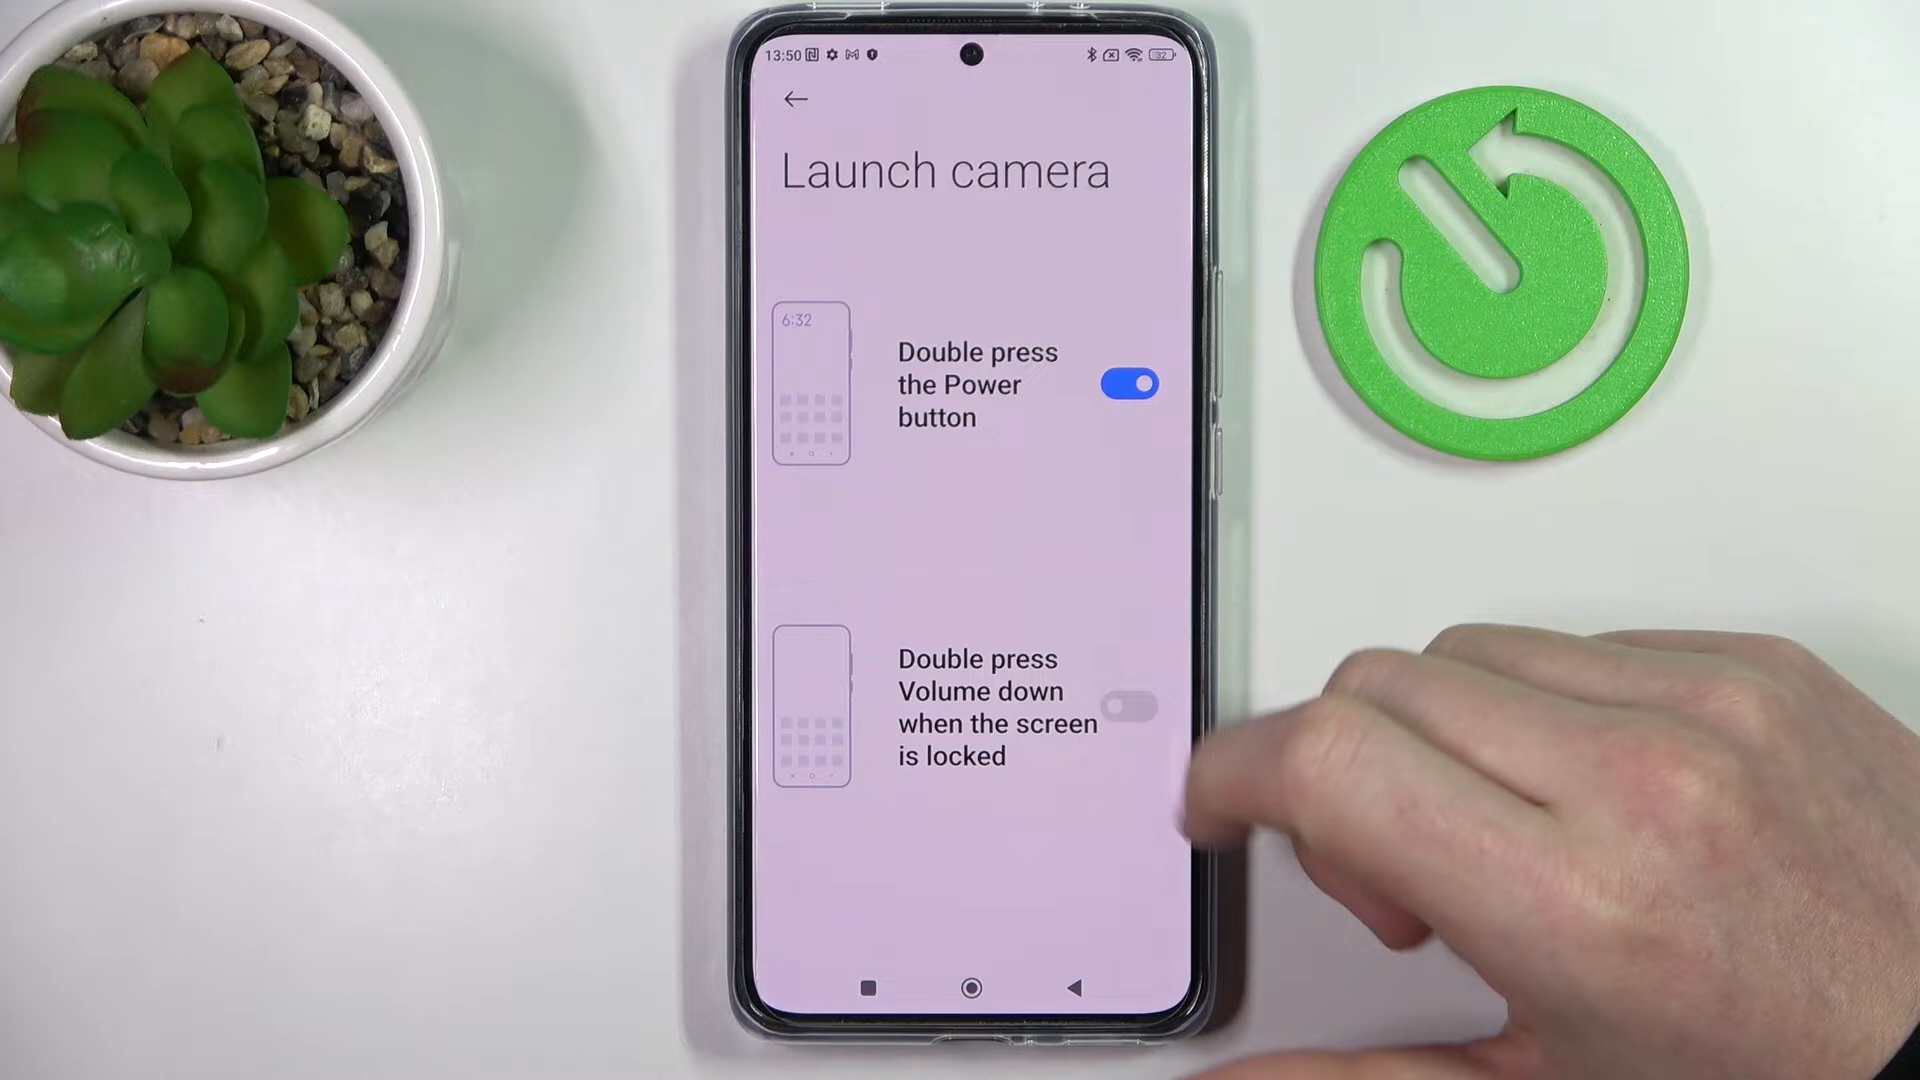 13:50
32
Launch camera
6:32
Double press
the Power
button
Double press
Volume down
when the screen
is locked